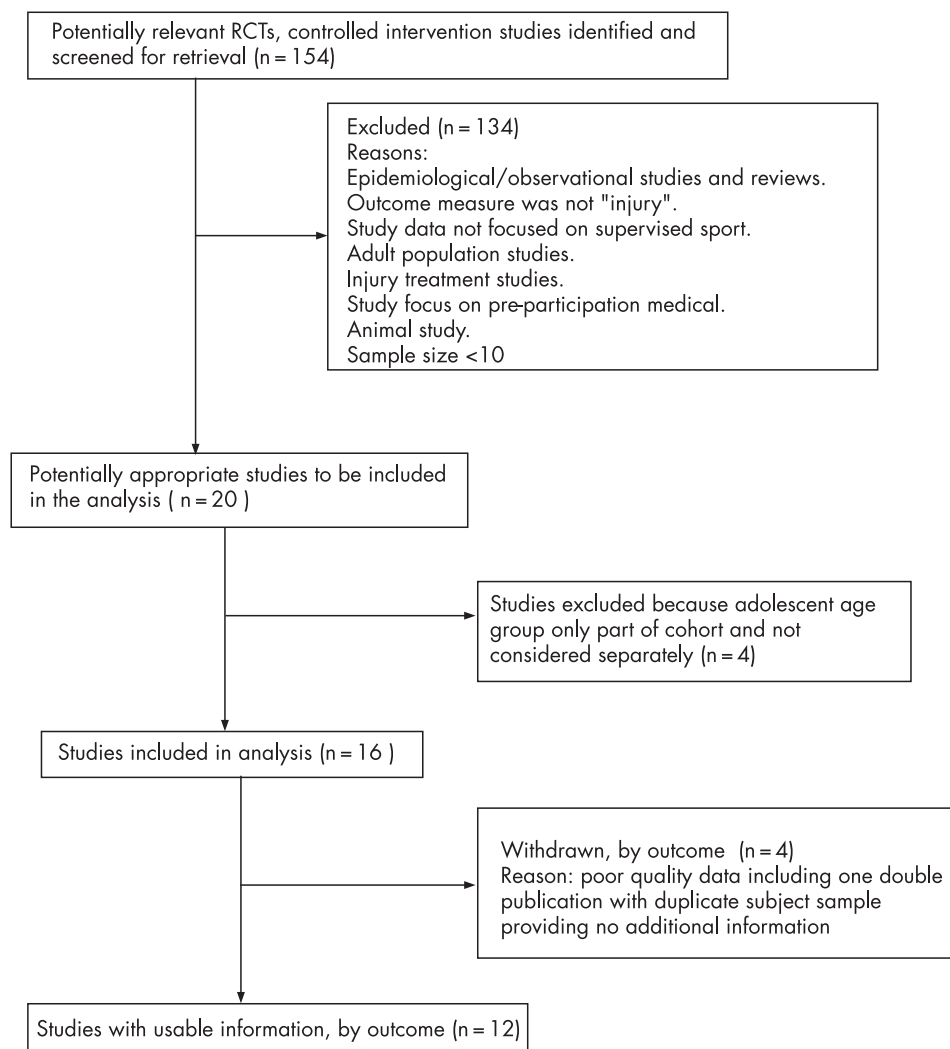 Potentially relevant RCTs, controlled intervention studies identified and
screened for retrieval (n = 154)
Excluded (n = 134)
Reasons:
Epidemiological/observational studies and reviews.
Outcome measure was not "injury".
Study data not focused on supervised sport.
Adult population studies.
Injury treatment studies.
Study focus on pre-participation medical.
Animal study.
Sample size <10
Potentially appropriate studies to be included
in the analysis ( n = 20 )
Studies excluded because adolescent age
group only part of cohort and not
considered separately (n = 4)
Studies included in analysis (n = 16 )
Withdrawn, by outcome (n = 4)
Reason: poor quality data including one double
publication with duplicate subject sample
providing no additional information
Studies with usable information, by outcome (n = 12)